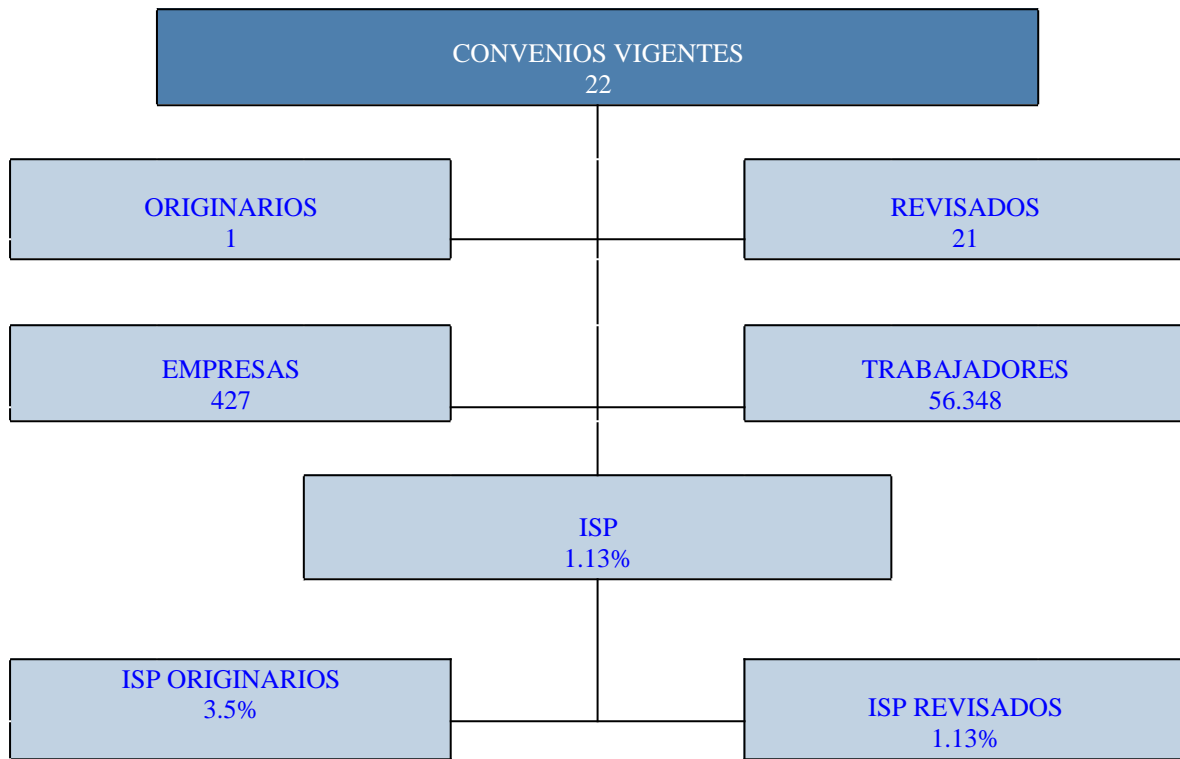 CONVENIOS VIGENTES
22
ORIGINARIOS
1
REVISADOS
21
EMPRESAS
427
TRABAJADORES
56.348
ISP
1.13%
ISP ORIGINARIOS
3.5%
ISP REVISADOS
1.13%